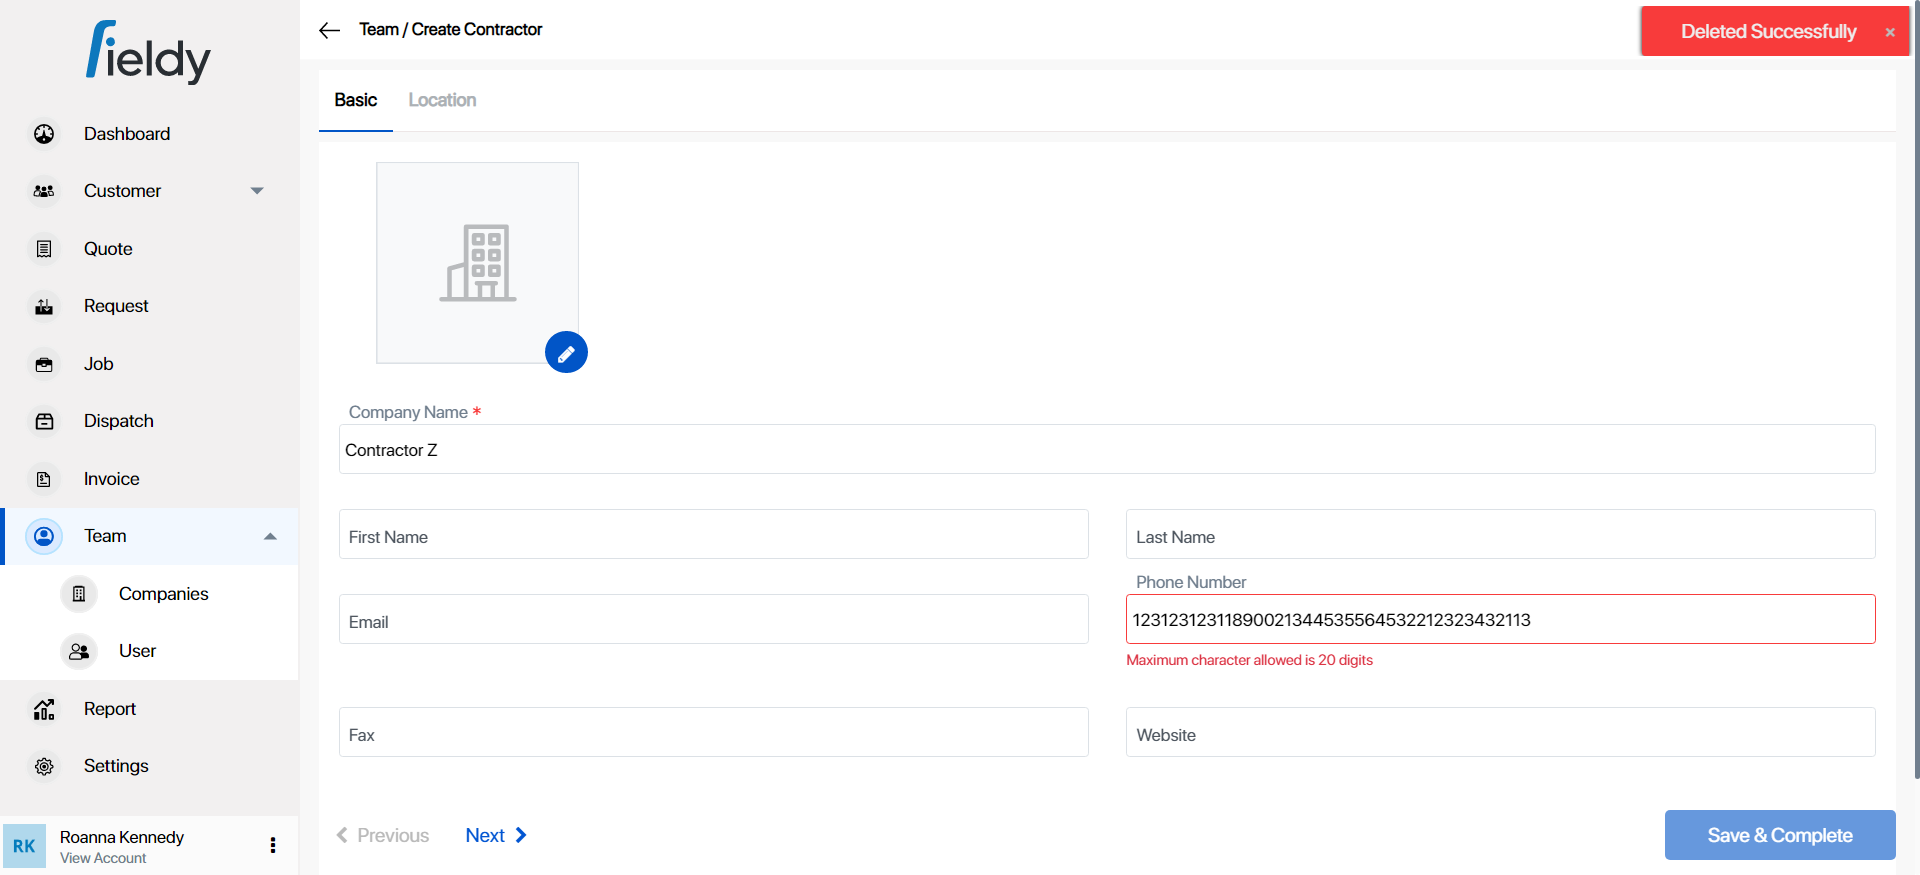 fieldy
Dashboard
Customer
Quote
Request
Job
Dispatch
Invoice
Team
Companies
User
Report
Settings
RK
Roanna Kennedy
View Account
Team / Create Contractor
Deleted Successfully ×
Basic Location
Company Name *
Contractor Z
First Name
Last Name
Email
Phone Number
12312312311890021344535564532212323432113
Maximum character allowed is 20 digits
Fax
Website
Previous Next
Save & Complete